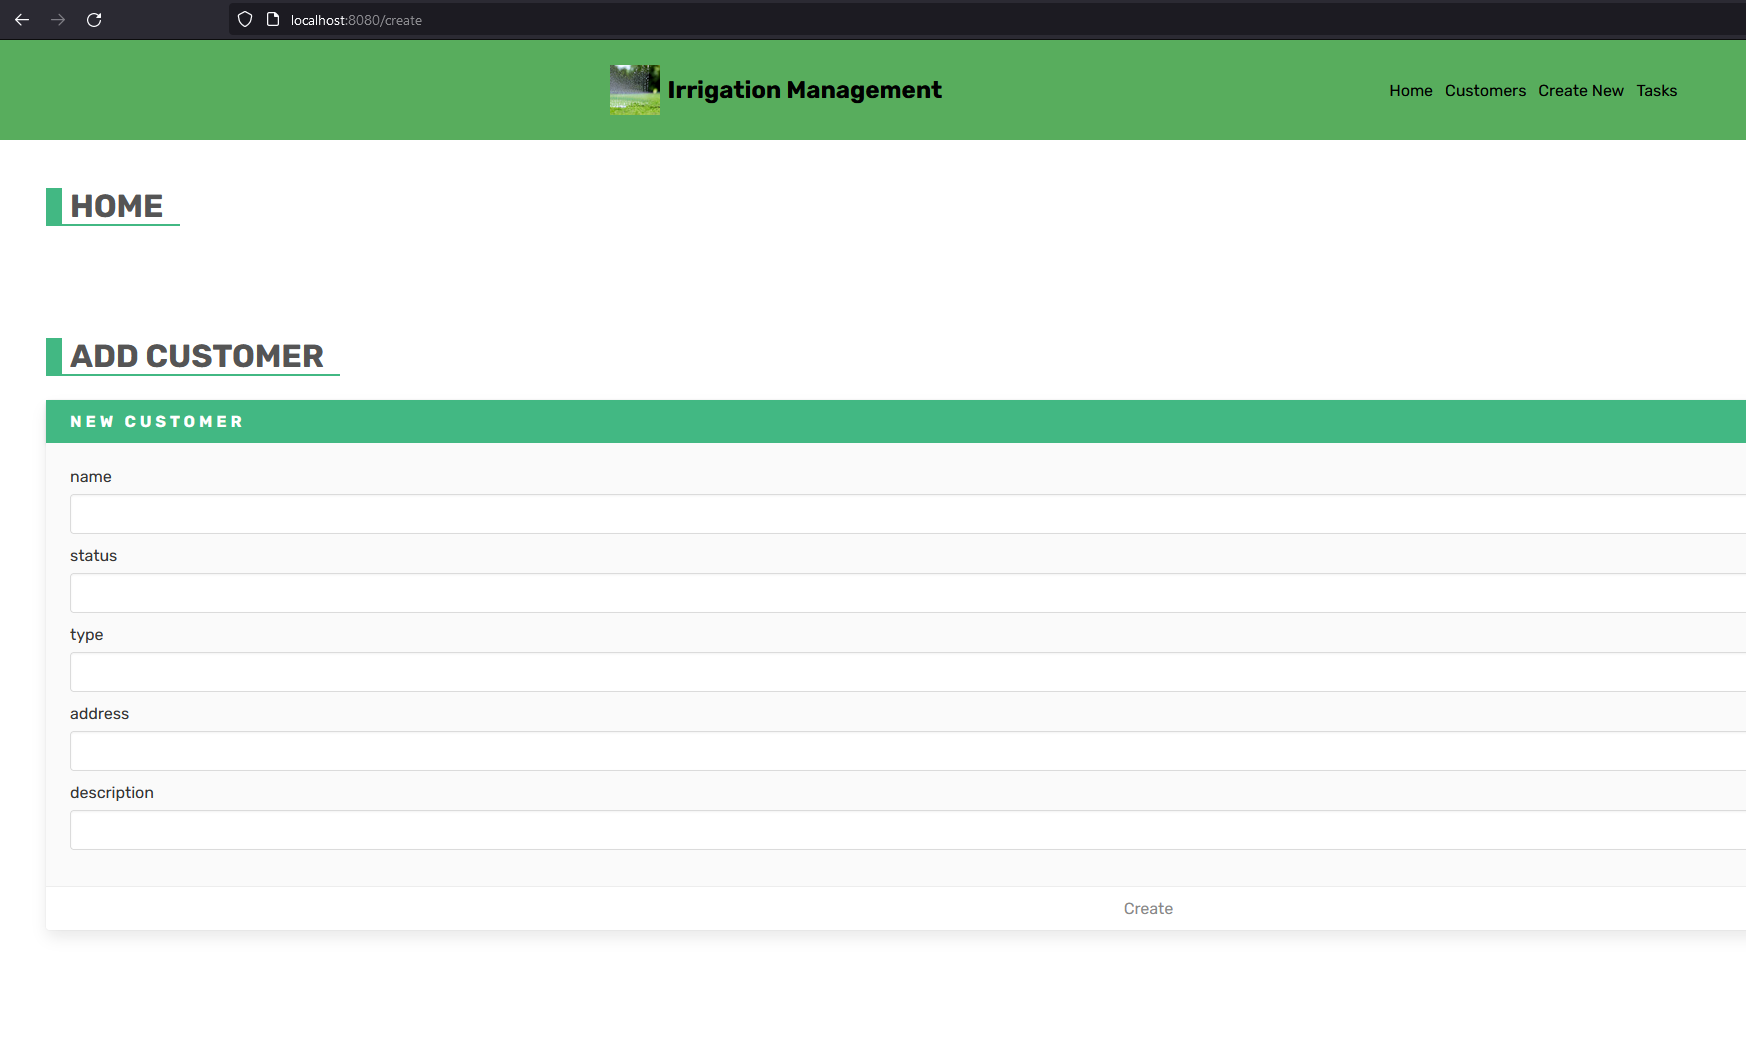 localhost:8080/create
Irrigation Management
Home Customers Create New Tasks
HOME
ADD CUSTOMER
NEW CUSTOMER
name
status
type
address
description
Create